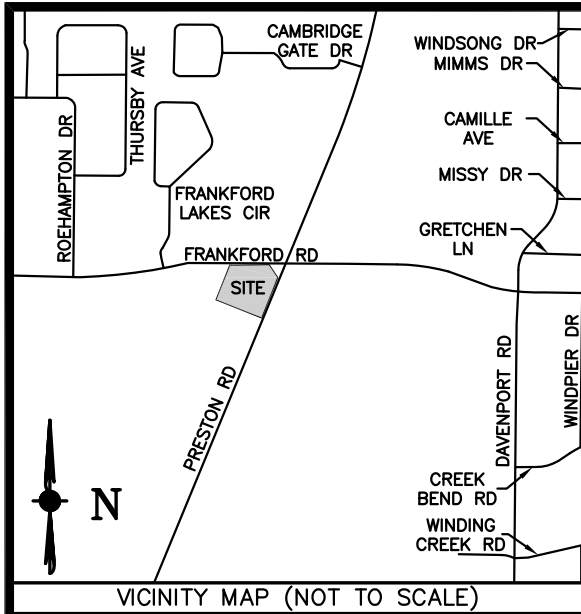 CAMBRIDGE
GATE DR
WINDSONG DR
MIMMS DR
THURSBY AVE
ROEHAMPTON DR
CAMILLE
AVE
MISSY DR
FRANKFORD
LAKES CIR
GRETCHEN
LN
FRANKFORD RD
SITE
PRESTON RD
DAVENPORT RD
WINDPIER DR
CREEK
BEND RD
WINDING
CREEK RD
N
VICINITY MAP (NOT TO SCALE)